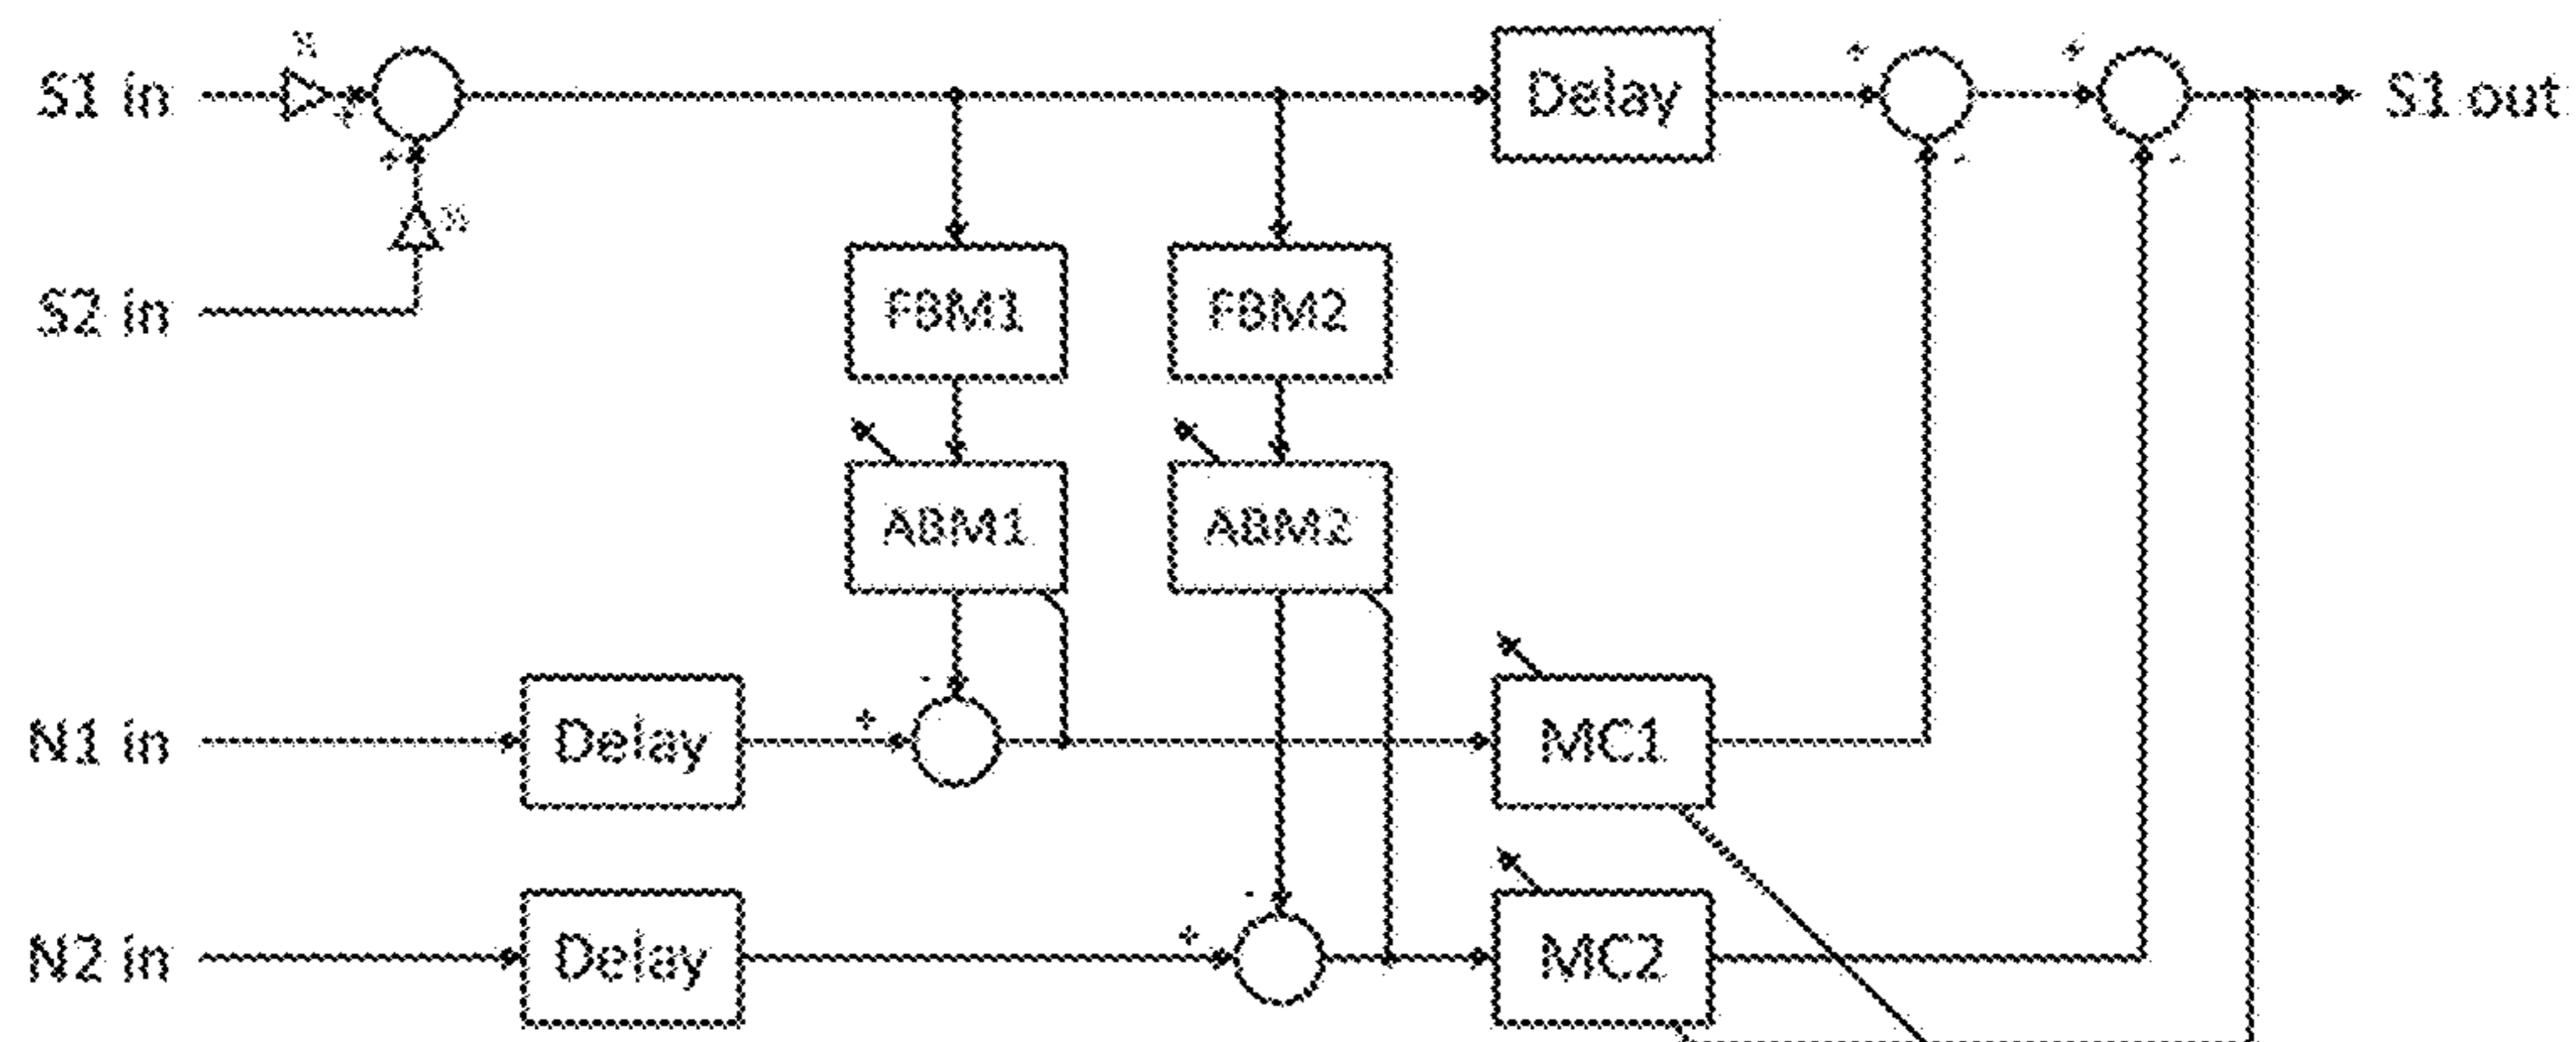 S1 in
+
+
Delay
+
-
+
-
S1 out
S2 in
FBM1
FBM2
ABM1
ABM2
N1 in
Delay
+
-
MC1
N2 in
Delay
+
-
MC2